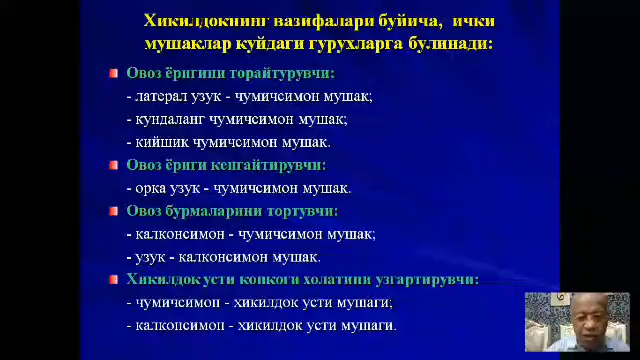 Хикилдокнинг вазифалари буйича, ички
мушаклар куйдаги гурухларга булинади:
Овоз ёригини торайтурувчи:
- латерал узук - чумичсимон мушак;
- кундаланг чумичсимон мушак;
- кийшик чумичсимон мушак.
Овоз ёриги кенгайтирувчи:
- орка узук - чумичсимон мушак.
Овоз бурмаларини тортувчи:
- калконсимон - чумичсимон мушак;
- узук - калконсимон мушак.
Хикилдок усти копкоги холатини узгартирувчи:
- чумичсимон - хикилдок усти мушаги;
- калконсимон - хикилдок усти мушаги.